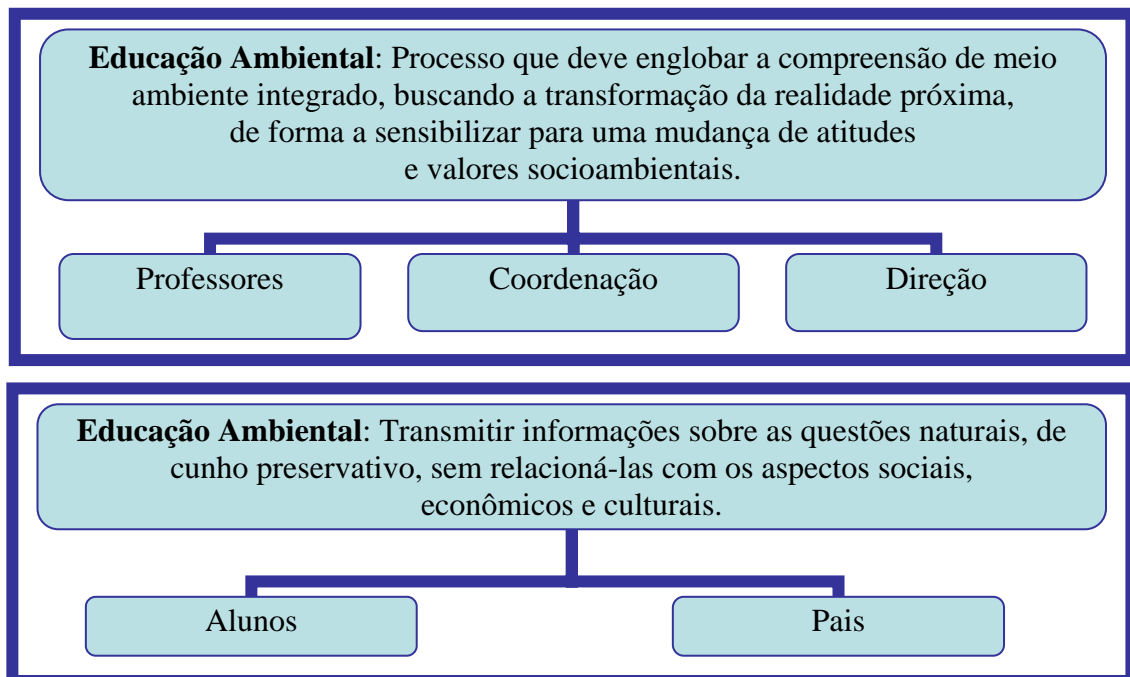 Educação Ambiental: Processo que deve englobar a compreensão de meio
ambiente integrado, buscando a transformação da realidade próxima,
de forma a sensibilizar para uma mudança de atitudes
e valores socioambientais.
Professores
Coordenação
Direção
Educação Ambiental: Transmitir informações sobre as questões naturais, de
cunho preservativo, sem relacioná-las com os aspectos sociais,
econômicos e culturais.
Alunos
Pais